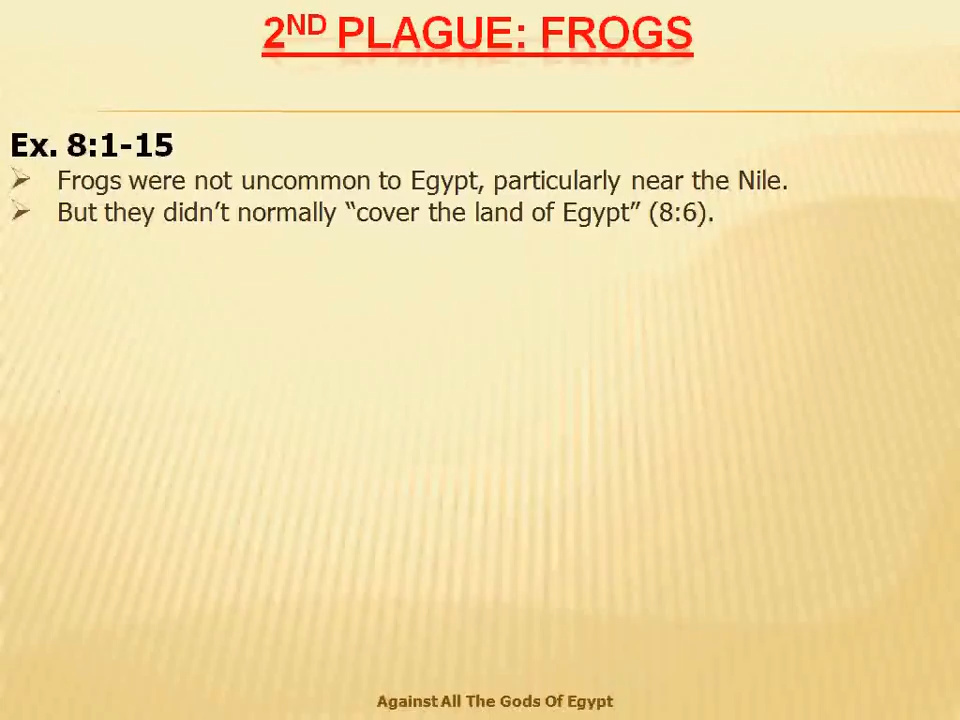 2ND PLAGUE: FROGS
Ex. 8:1-15
Frogs were not uncommon to Egypt, particularly near the Nile.
But they didn’t normally “cover the land of Egypt” (8:6).
Against All The Gods Of Egypt